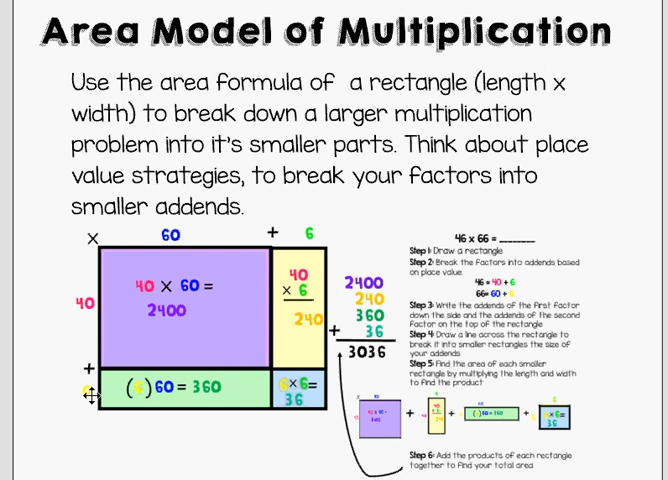 Area Model of Multiplication
Use the area formula of a rectangle (length x
width) to break down a larger multiplication
problem into it's smaller parts. Think about place
value strategies, to break your factors into
smaller addends.
x 60 + 6
40
40 x 60 =
2400
40
x 6
240
+
(6)60 = 360
6x6=
36
2400
240
360
+ 36
3036
46 x 66 = ________
Step 1: Draw a rectangle
Step 2: Break the factors into addends based
on place value.
46 = 40 + 6
66= 60 + 6
Step 3: Write the addends of the first factor
down the side and the addends of the second
factor on the top of the rectangle
Step 4: Draw a line across the rectangle to
break it into smaller rectangles the size of
your addends
Step 5: Find the area of each smaller
rectangle by multiplying the length and width
to find the product
+ + +
Step 6: Add the products of each rectangle
together to find your total area